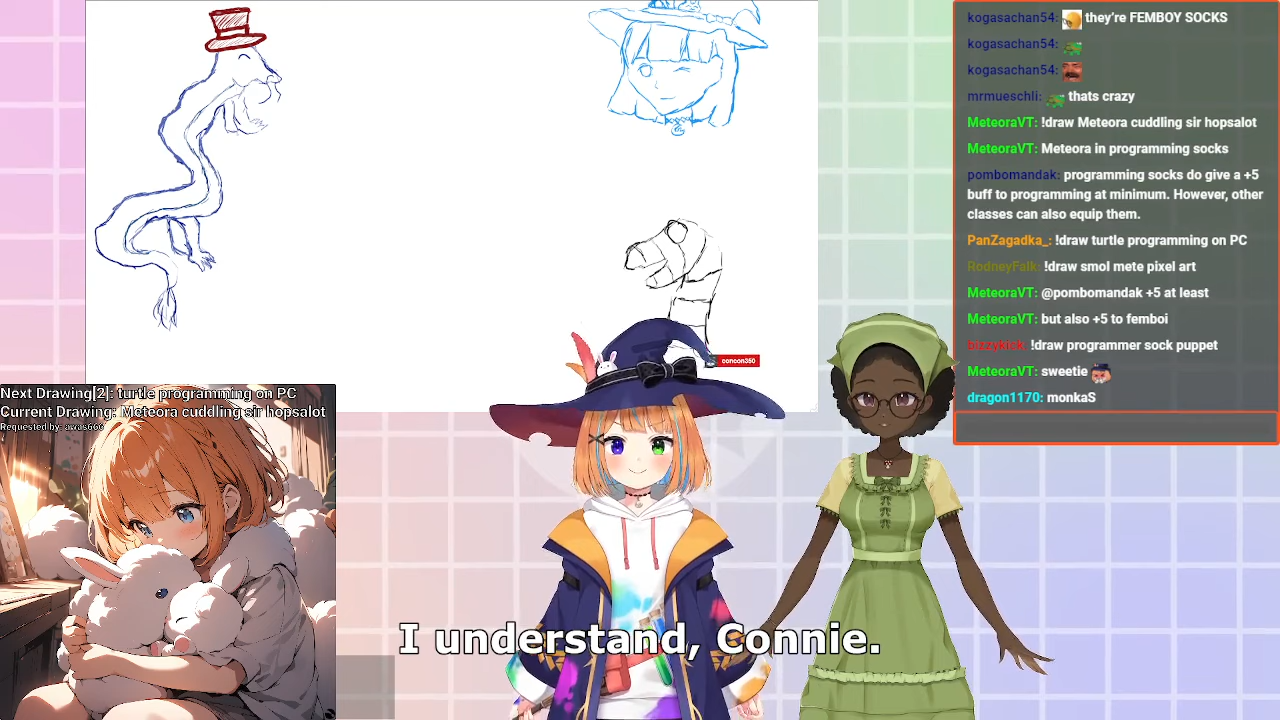 kogasachan54: they're FEMBOY SOCKS
kogasachan54:
kogasachan54:
mrmueschli: thats crazy
MeteoraVT: !draw Meteora cuddling sir hopsalot
MeteoraVT: Meteora in programming socks
pombomandak: programming socks do give a +5
buff to programming at minimum. However, other
classes can also equip them.
PanZagadka_: !draw turtle programming on PC
RodneyFalk: !draw smol mete pixel art
MeteoraVT: @pombomandak +5 at least
MeteoraVT: but also +5 to femboi
bizzykick: !draw programmer sock puppet
MeteoraVT: sweetie
dragon1170: monkaS
concon350
Next Drawing[2]: turtle programming on PC
Current Drawing: Meteora cuddling sir hopsalot
Requested by: awas666
I understand, Connie.